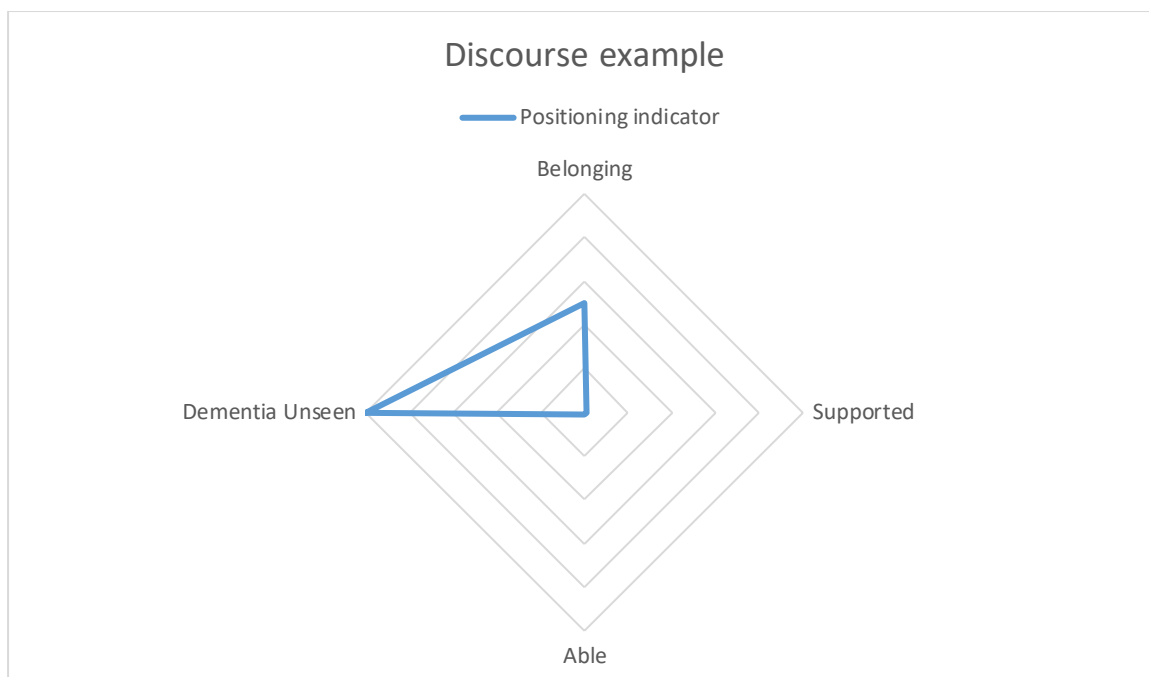 Discourse example
Positioning indicator
Belonging
Dementia Unseen
Supported
Able